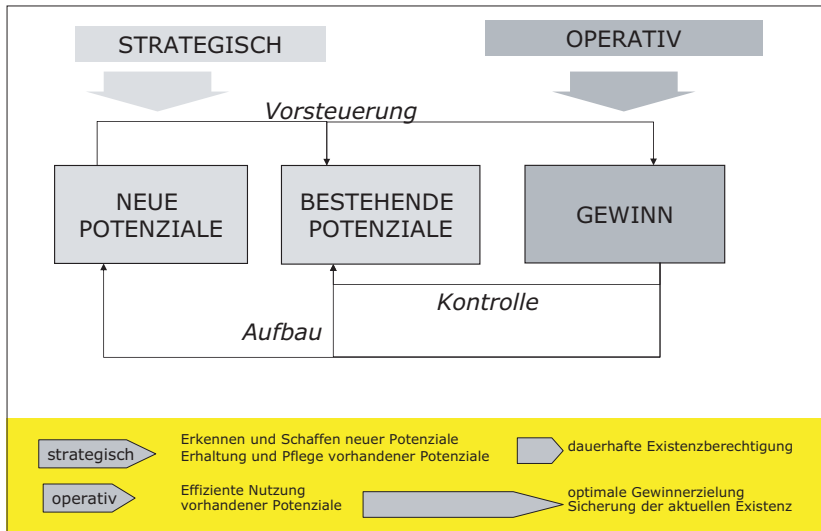 STRATEGISCH
OPERATIV
Vorsteuerung
NEUE
POTENZIALE
BESTEHENDE
POTENZIALE
GEWINN
Kontrolle
Aufbau
strategisch
Erkennen und Schaffen neuer Potenziale
Erhaltung und Pflege vorhandener Potenziale
dauerhafte Existenzberechtigung
operativ
Effiziente Nutzung
vorhandener Potenziale
optimale Gewinnerzielung
Sicherung der aktuellen Existenz